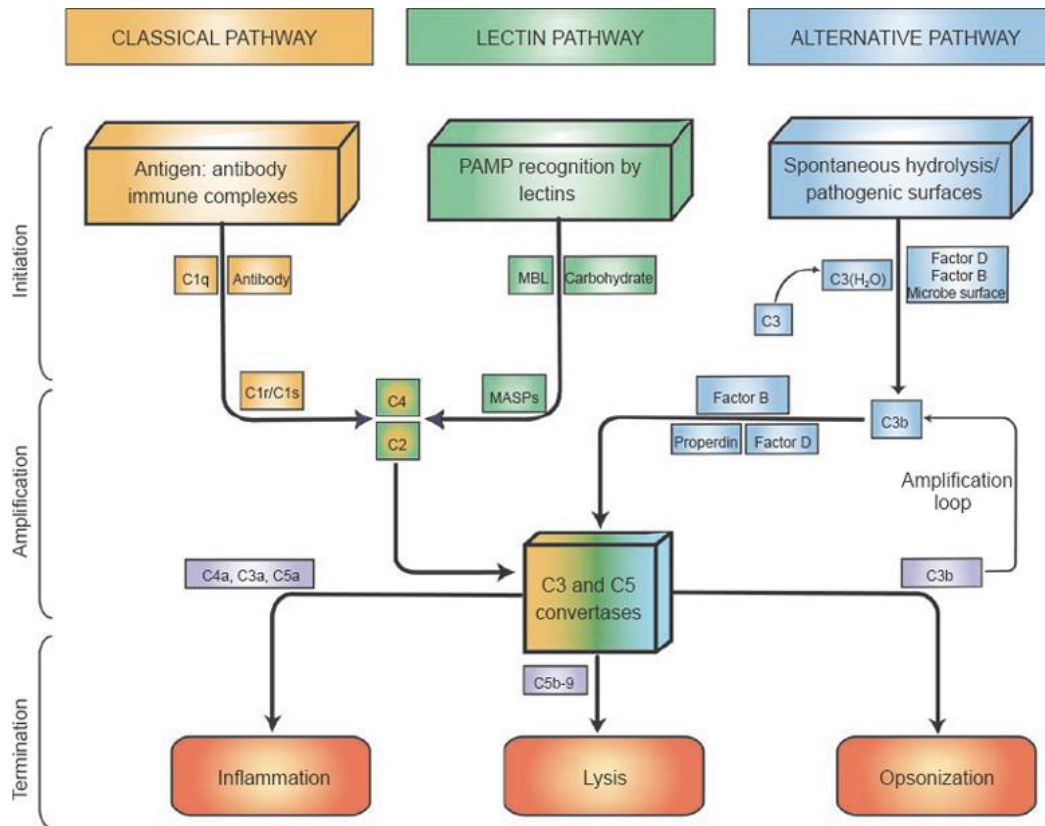 CLASSICAL PATHWAY
LECTIN PATHWAY
ALTERNATIVE PATHWAY
Initiation
Antigen: antibody
immune complexes
PAMP recognition by
lectins
Spontaneous hydrolysis/
pathogenic surfaces
C1q
Antibody
MBL
Carbohydrate
C3
C3(H₂O)
Factor D
Factor B
Microbe surface
Amplification
C1r/C1s
C4
C2
MASPs
Factor B
Properdin
Factor D
C3b
Amplification
loop
C4a, C3a, C5a
C3 and C5
convertases
C3b
Termination
C5b-9
Inflammation
Lysis
Opsonization